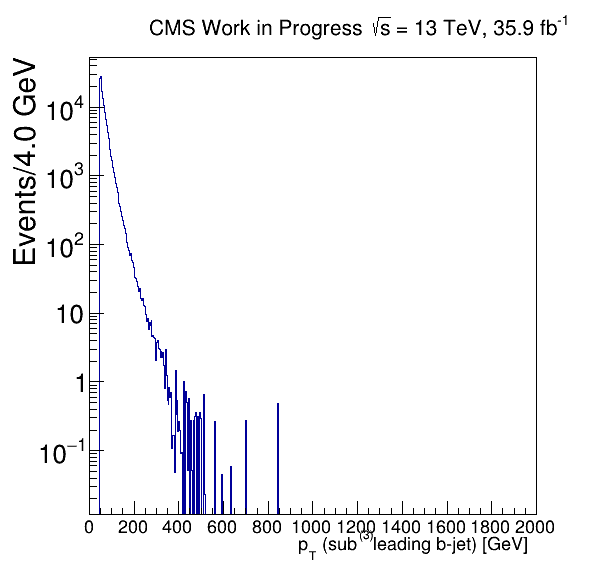 CMS Work in Progress √s = 13 TeV, 35.9 fb⁻¹
Events/4.0 GeV
10⁴
10³
10²
10
1
10⁻¹
0 200 400 600 800 1000 1200 1400 1600 1800 2000
p_T (sub⁽³⁾leading b-jet) [GeV]